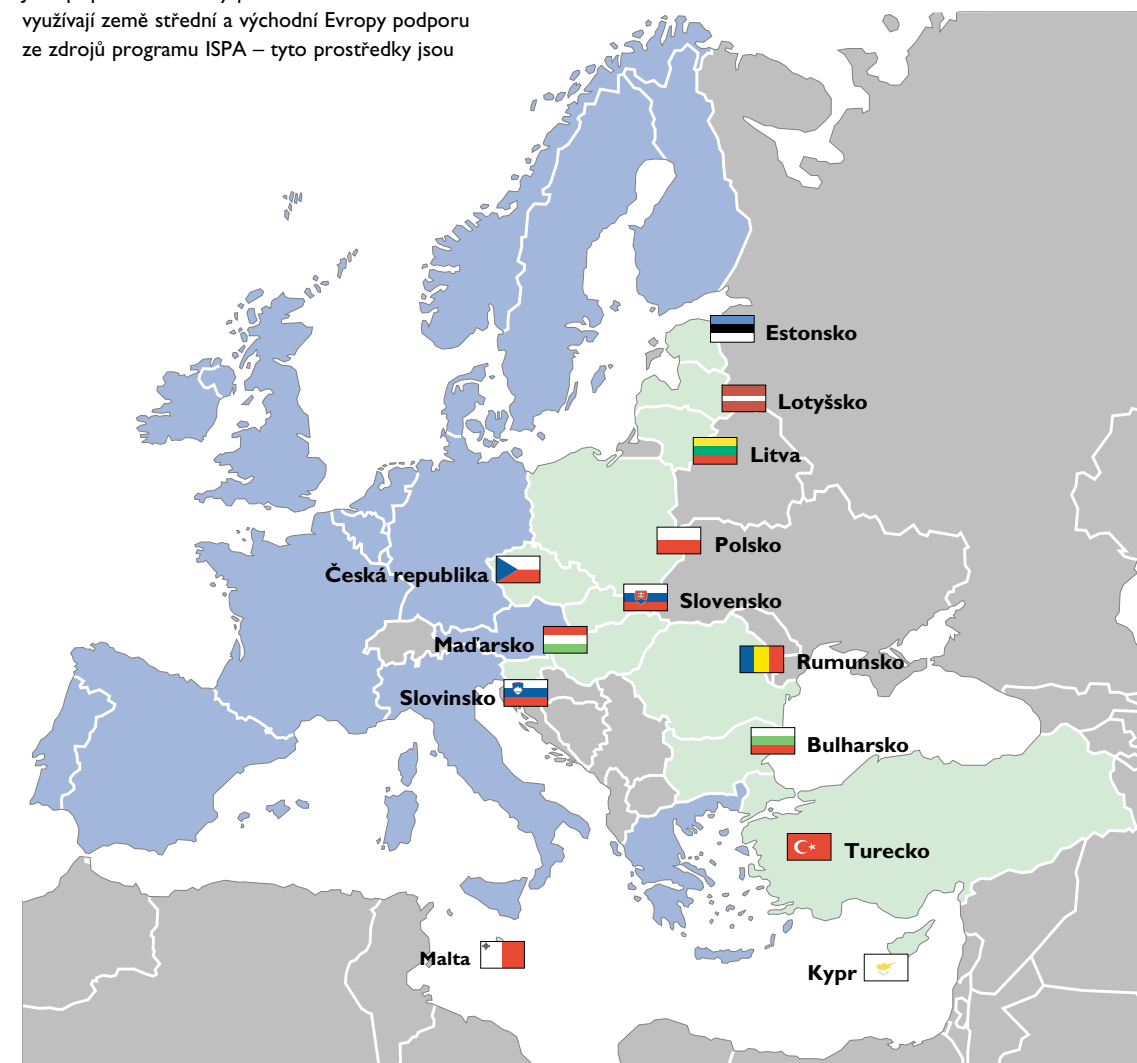 využívají země střední a východní Evropy podporu
ze zdrojů programu ISPA – tyto prostředky jsou
Estonsko
Lotyšsko
Litva
Polsko
Česká republika
Slovensko
Maďarsko
Rumunsko
Slovinsko
Bulharsko
Turecko
Malta
Kypr